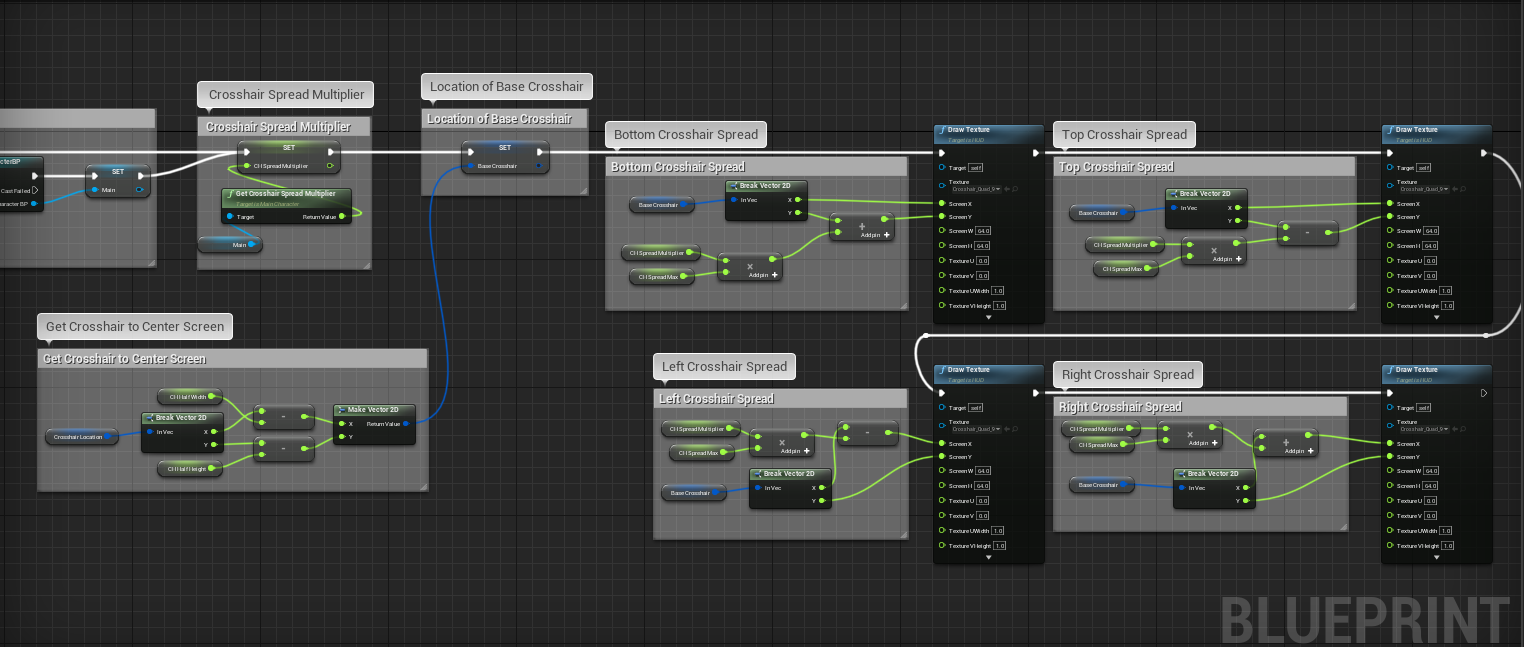 Crosshair Spread Multiplier
Location of Base Crosshair
Crosshair Spread Multiplier
Location of Base Crosshair
Bottom Crosshair Spread
Top Crosshair Spread
Bottom Crosshair Spread
Top Crosshair Spread
cterBP
Cast Failed
aracter BP
SET
Main
SET
CH Spread Multiplier
Get Crosshair Spread Multiplier
Target is Main Character
Target
Return Value
Main
SET
Base Crosshair
Base Crosshair
Break Vector 2D
In Vec
X
Y
CH Spread Multiplier
CH Spread Max
x
Add pin +
+
Add pin +
Draw Texture
Target is HUD
Target self
Texture
Screen X
Screen Y
Screen W 64.0
Screen H 64.0
Texture U 0.0
Texture V 0.0
Texture UWidth 1.0
Texture VHeight 1.0
Base Crosshair
Break Vector 2D
In Vec
X
Y
CH Spread Multiplier
CH Spread Max
x
Add pin +
-
Draw Texture
Target is HUD
Target self
Texture
Screen X
Screen Y
Screen W 64.0
Screen H 64.0
Texture U 0.0
Texture V 0.0
Texture UWidth 1.0
Texture VHeight 1.0
Get Crosshair to Center Screen
Get Crosshair to Center Screen
CH Half Width
Crosshair Location
Break Vector 2D
In Vec
X
Y
CH Half Height
-
-
Make Vector 2D
X
Y
Return Value
Left Crosshair Spread
Left Crosshair Spread
CH Spread Multiplier
CH Spread Max
x
Add pin +
-
Base Crosshair
Break Vector 2D
In Vec
X
Y
Draw Texture
Target is HUD
Target self
Texture
Screen X
Screen Y
Screen W 64.0
Screen H 64.0
Texture U 0.0
Texture V 0.0
Texture UWidth 1.0
Texture VHeight 1.0
Right Crosshair Spread
Right Crosshair Spread
CH Spread Multiplier
CH Spread Max
x
Add pin +
+
Add pin +
Base Crosshair
Break Vector 2D
In Vec
X
Y
Draw Texture
Target is HUD
Target self
Texture
Screen X
Screen Y
Screen W 64.0
Screen H 64.0
Texture U 0.0
Texture V 0.0
Texture UWidth 1.0
Texture VHeight 1.0
BLUEPRINT